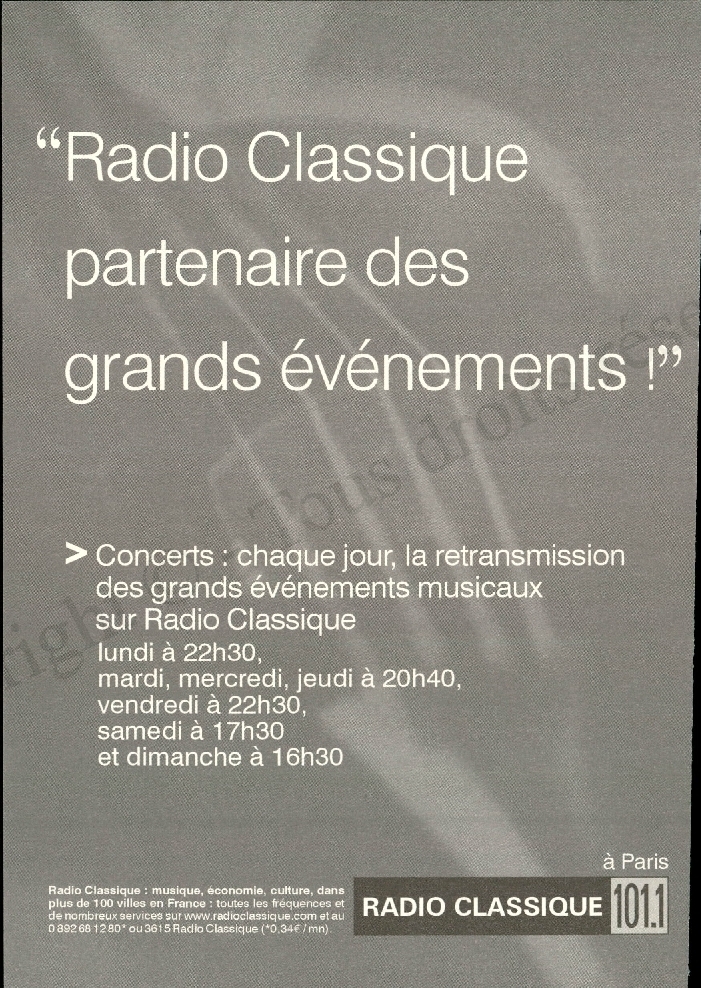 “Radio Classique
partenaire des
grands événements !”
> Concerts : chaque jour, la retransmission
des grands événements musicaux
sur Radio Classique
lundi à 22h30,
mardi, mercredi, jeudi à 20h40,
vendredi à 22h30,
samedi à 17h30
et dimanche à 16h30
à Paris
Radio Classique : musique, économie, culture, dans
plus de 100 villes en France : toutes les fréquences et
de nombreux services sur www.radioclassique.com et au
0 892 68 12 80* ou 3615 Radio Classique (*0,34€ / mn).
RADIO CLASSIQUE 101.1
Tous droits